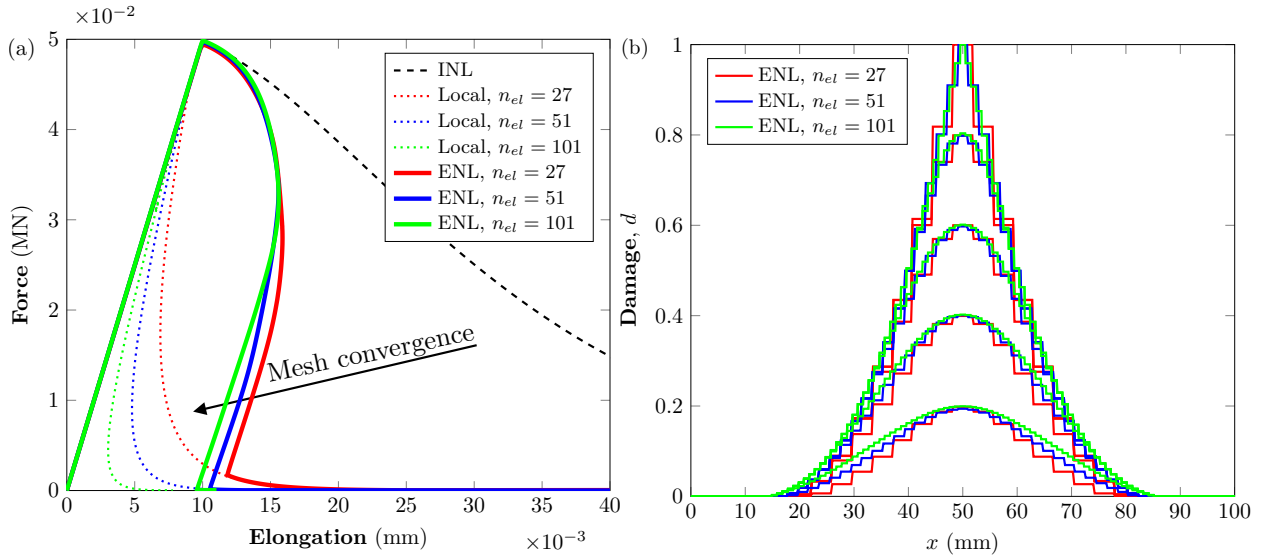 ×10−2
(a)
5
4
3
2
1
0
Force (MN)
INL
Local, nel = 27
Local, nel = 51
Local, nel = 101
ENL, nel = 27
ENL, nel = 51
ENL, nel = 101
Mesh convergence
0 5 10 15 20 25 30 35 40
Elongation (mm)
×10−3
(b)
1
0.8
0.6
0.4
0.2
0
Damage, d
ENL, nel = 27
ENL, nel = 51
ENL, nel = 101
0 10 20 30 40 50 60 70 80 90 100
x (mm)